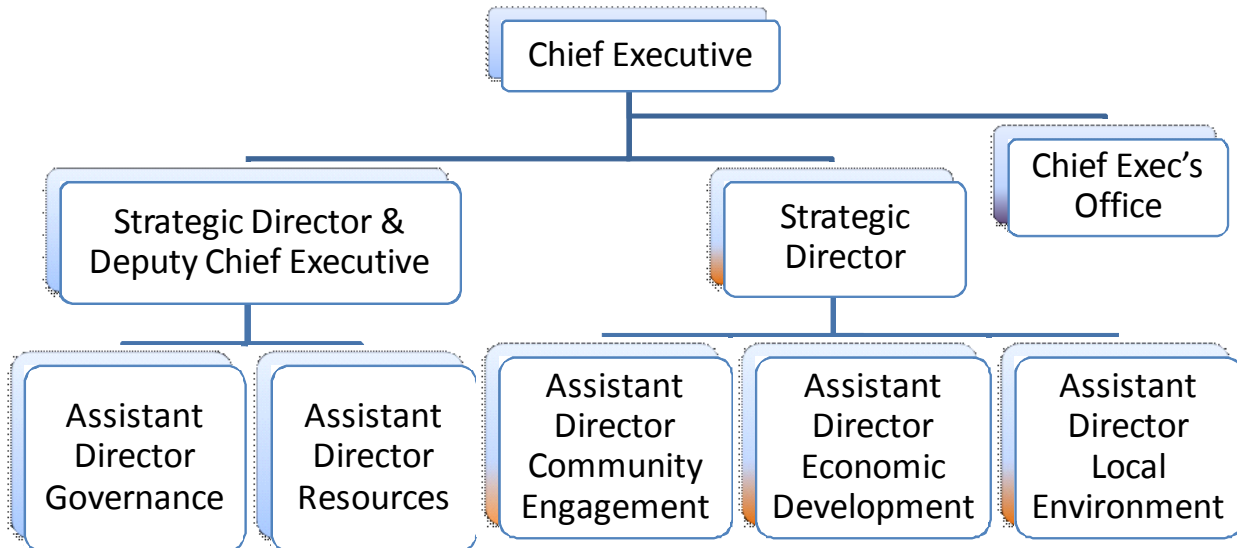 Chief Executive
Chief Exec’s
Office
Strategic Director &
Deputy Chief Executive
Strategic
Director
Assistant
Director
Governance
Assistant
Director
Resources
Assistant
Director
Community
Engagement
Assistant
Director
Economic
Development
Assistant
Director
Local
Environment